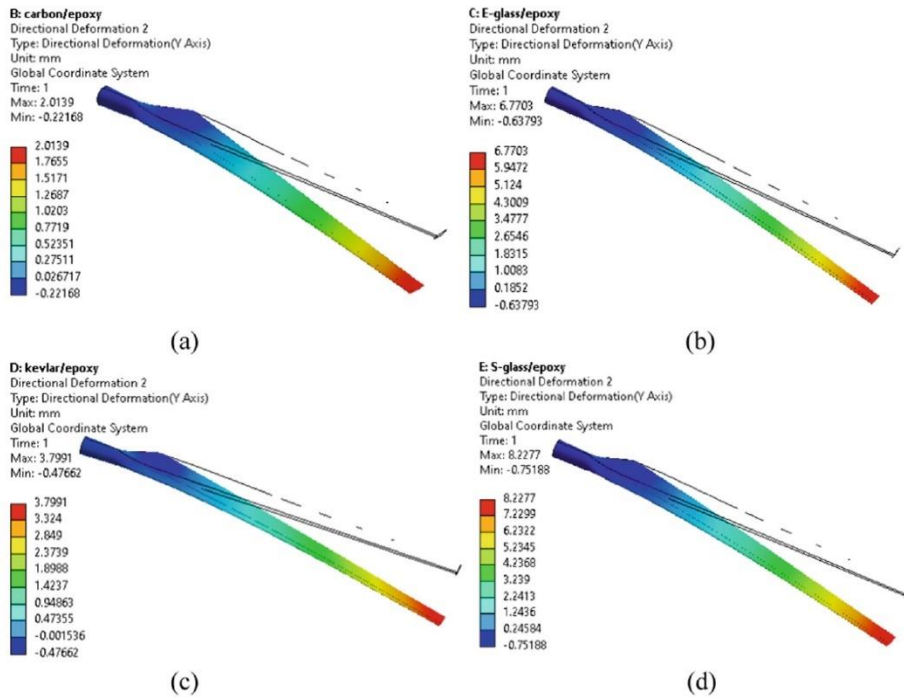 B: carbon/epoxy
Directional Deformation 2
Type: Directional Deformation(Y Axis)
Unit: mm
Global Coordinate System
Time: 1
Max: 2.0139
Min: -0.22168
2.0139
1.7655
1.5171
1.2687
1.0203
0.7719
0.52351
0.27511
0.026717
-0.22168
(a)
C: E-glass/epoxy
Directional Deformation 2
Type: Directional Deformation(Y Axis)
Unit: mm
Global Coordinate System
Time: 1
Max: 6.7703
Min: -0.63793
6.7703
5.9472
5.124
4.3009
3.4777
2.6546
1.8315
1.0083
0.1852
-0.63793
(b)
D: kevlar/epoxy
Directional Deformation 2
Type: Directional Deformation(Y Axis)
Unit: mm
Global Coordinate System
Time: 1
Max: 3.7991
Min: -0.47662
3.7991
3.324
2.849
2.3739
1.8988
1.4237
0.94863
0.47355
-0.001536
-0.47662
(c)
E: S-glass/epoxy
Directional Deformation 2
Type: Directional Deformation(Y Axis)
Unit: mm
Global Coordinate System
Time: 1
Max: 8.2277
Min: -0.75188
8.2277
7.2299
6.2322
5.2345
4.2368
3.239
2.2413
1.2436
0.24584
-0.75188
(d)